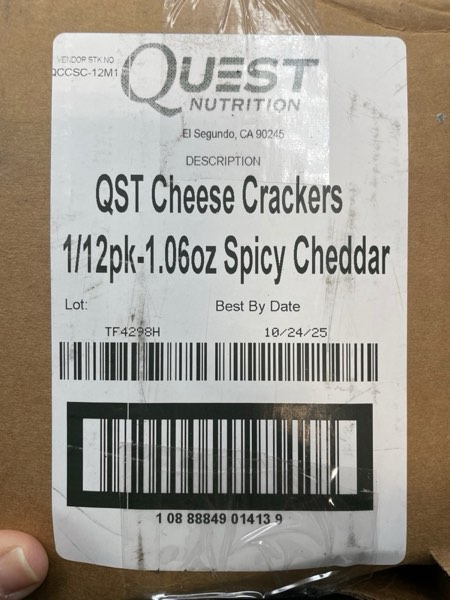 VENDOR STK NO
QCCSC-12M1
QUEST
NUTRITION
El Segundo, CA 90245
DESCRIPTION
QST Cheese Crackers
1/12pk-1.06oz Spicy Cheddar
Lot: Best By Date
TF4298H 10/24/25
1 08 88849 01413 9